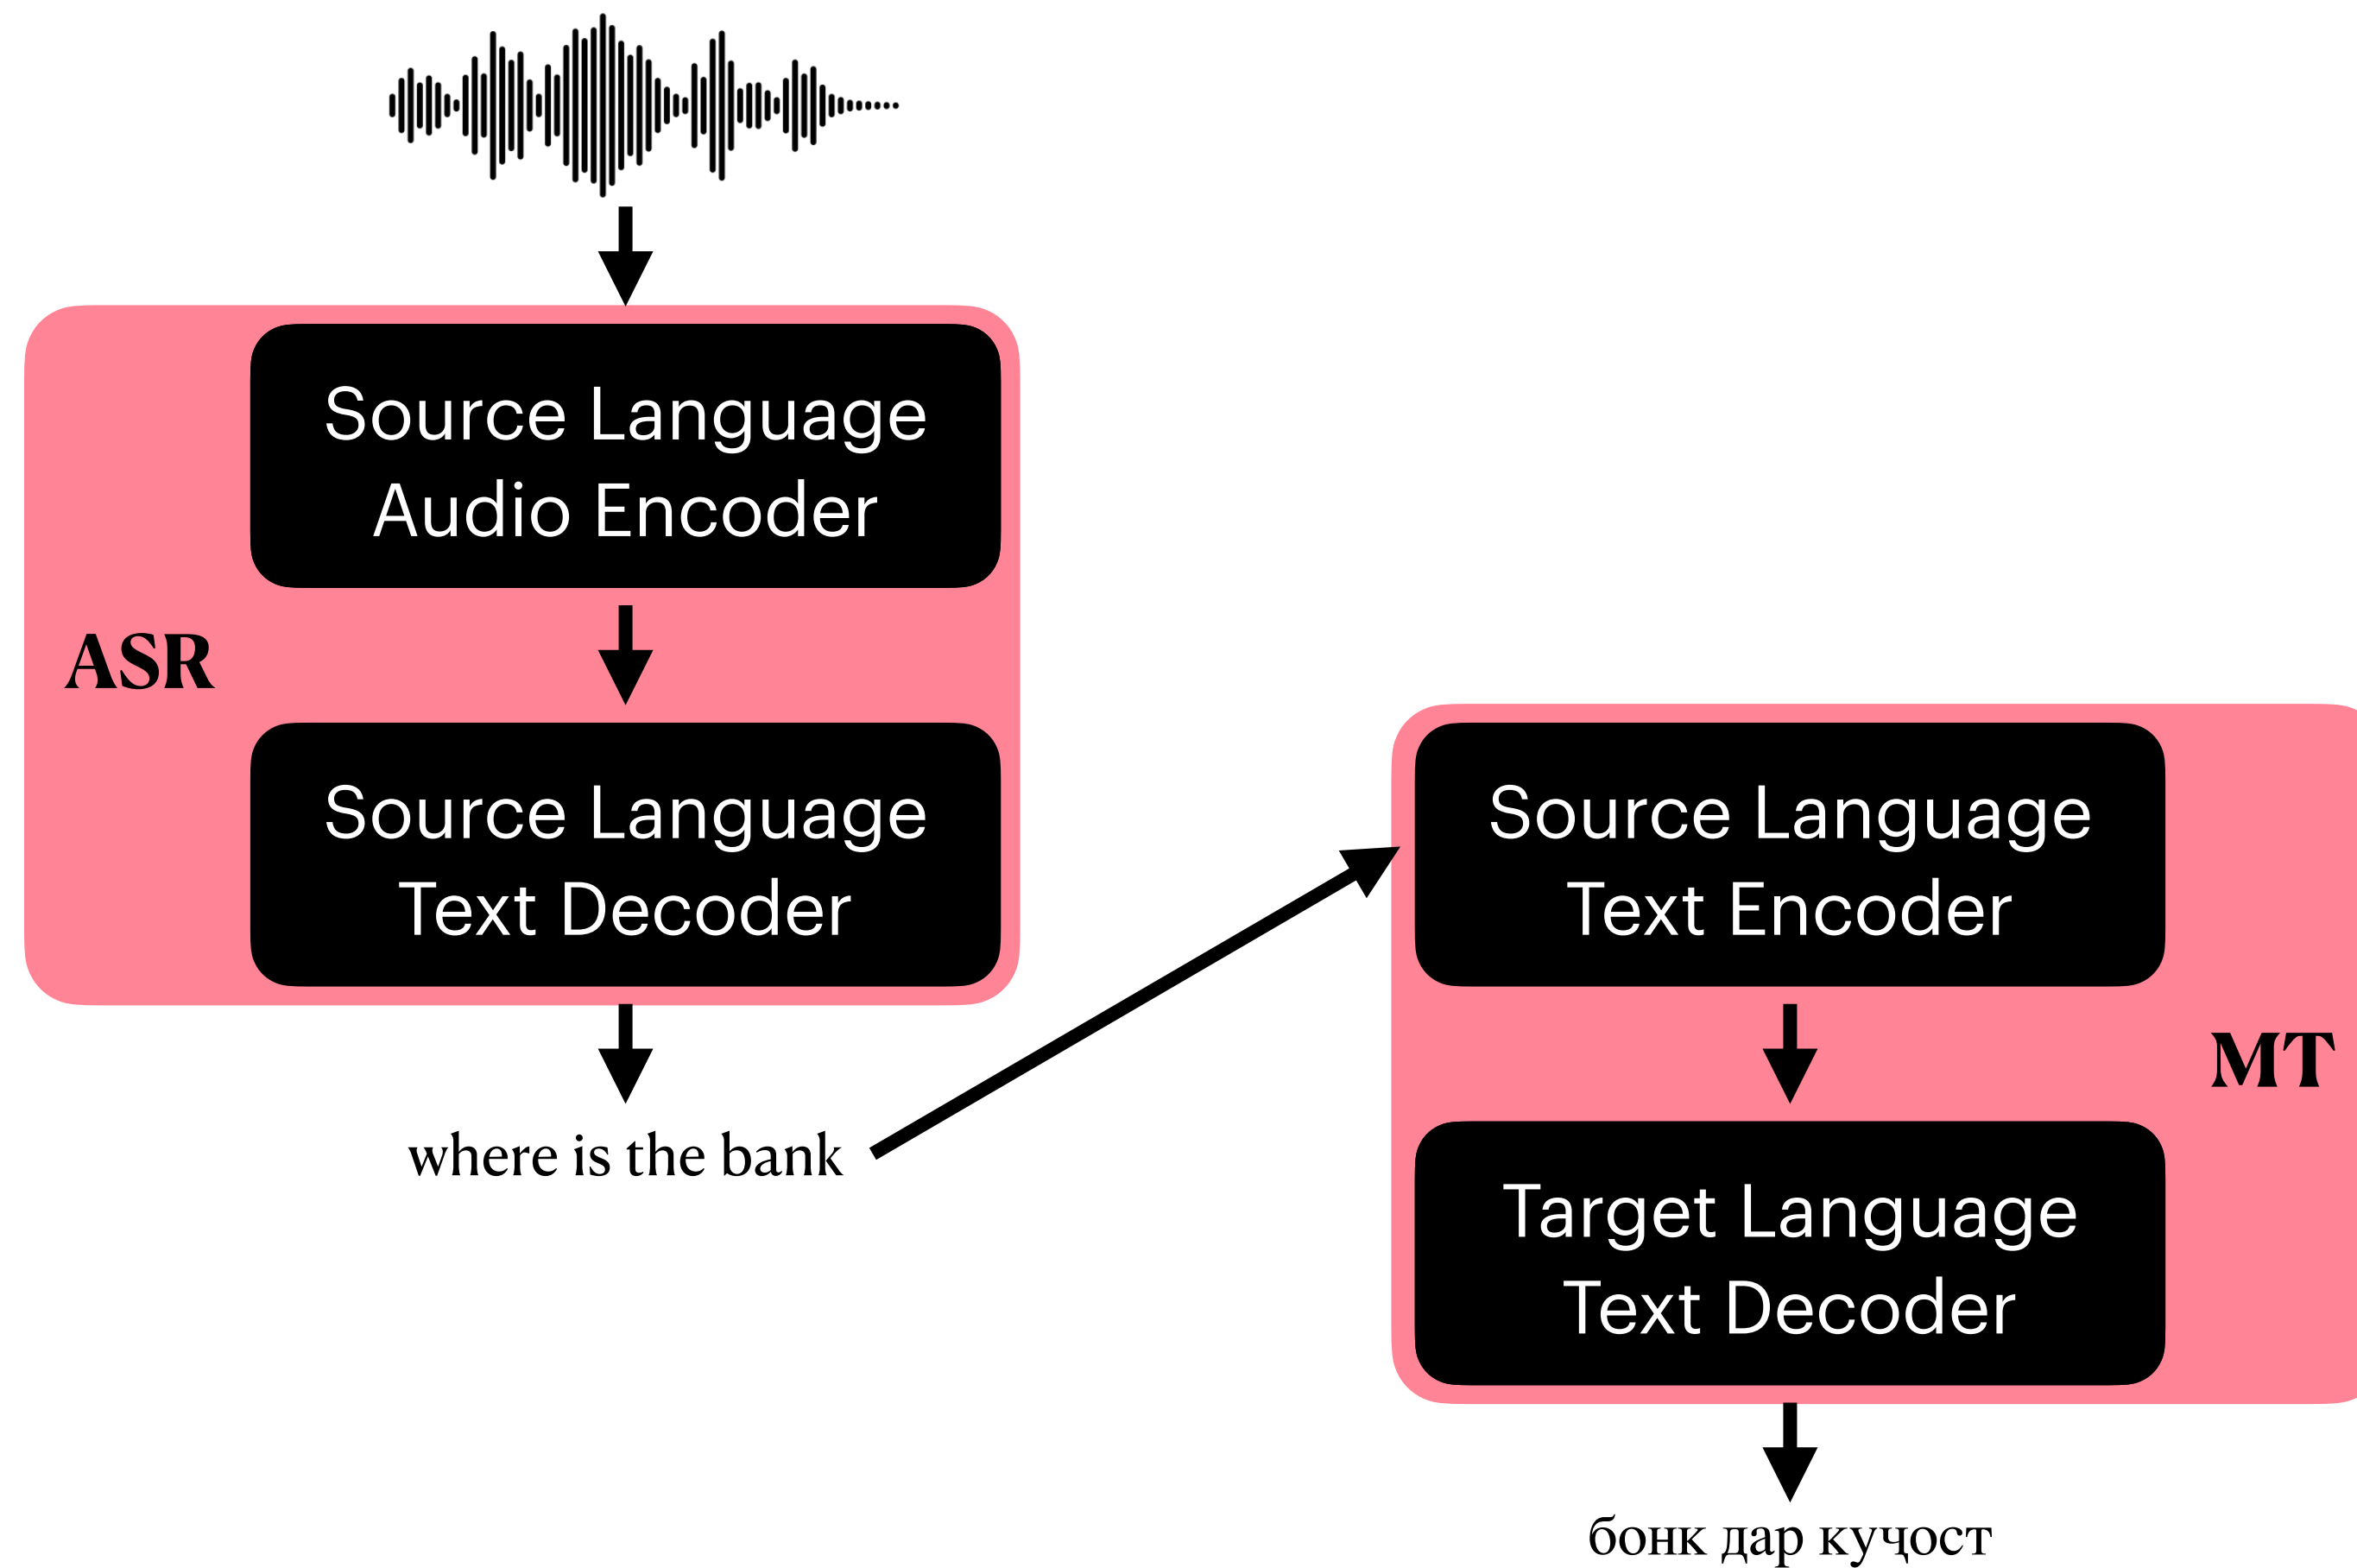 Source Language
Audio Encoder
ASR
Source Language
Text Decoder
where is the bank
Source Language
Text Encoder
MT
Target Language
Text Decoder
бонк дар кучост